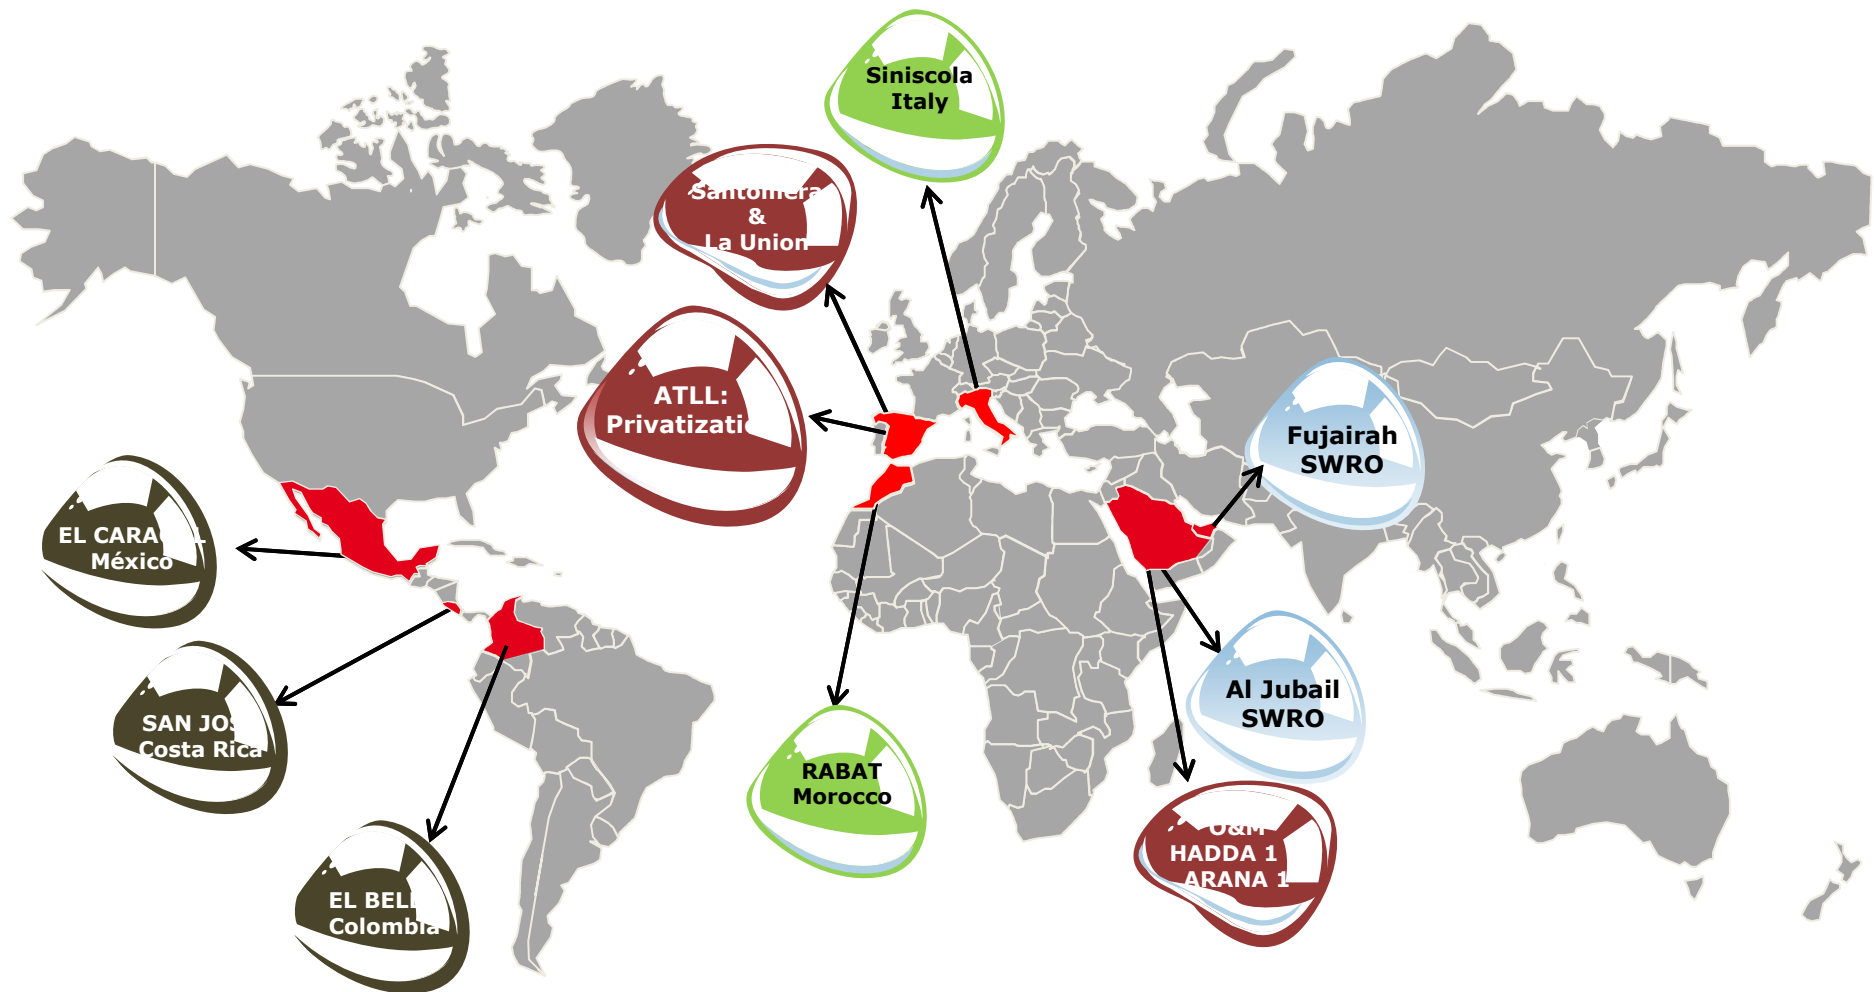 Siniscola
Italy
Santomera
&
La Union
ATLL:
Privatizati
Fujairah
SWRO
EL CARA L
México
SAN JOS
Costa Rica
EL BELL
Colombia
RABAT
Morocco
Al Jubail
SWRO
O&M
HADDA 1
ARANA 1